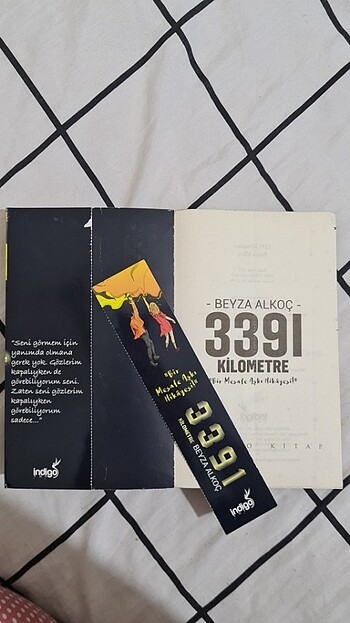 "Seni görmem için
yanımda olmana
gerek yok. Gözlerim
kapalıyken de
görebiliyorum seni.
Zaten seni gözlerim
kapalıyken
görebiliyorum
sadece..."
indigo
"Bir
Mesafe Aşkı
Hikâyesi"
3391
KİLOMETRE
BEYZA ALKOÇ
indigo
- BEYZA ALKOÇ -
3391
KİLOMETRE
"Bir Mesafe Aşkı Hikâyesi"
KİTAP